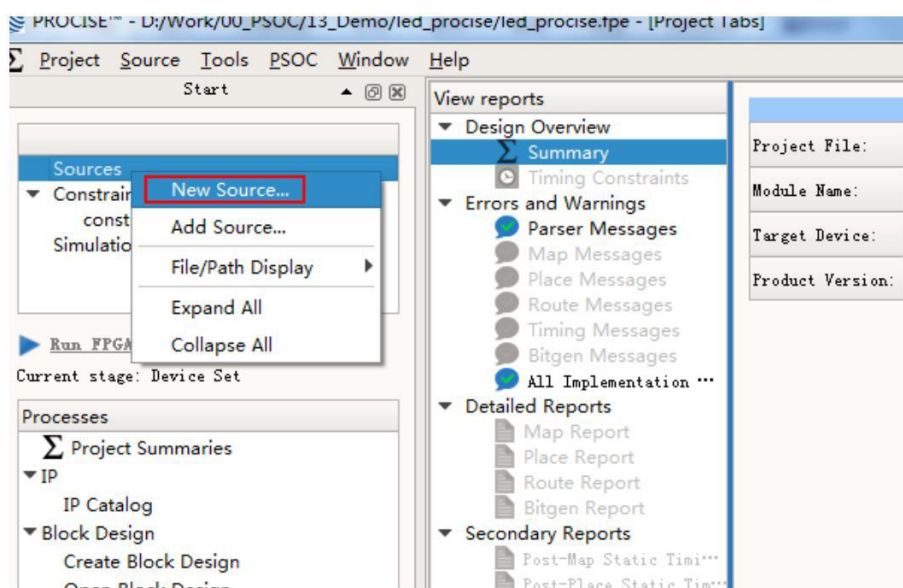 PROCISE™ - D:/Work/00_PSOC/13_Demo/led_procise/led_procise.fpe - [Project Tabs]
Project Source Tools PSOC Window Help
Start
Sources
Constrain
const
Simulatio
New Source...
Add Source...
File/Path Display
Expand All
Collapse All
Run FPGA
Current stage: Device Set
Processes
Project Summaries
IP
IP Catalog
Block Design
Create Block Design
Open Block Design
View reports
Design Overview
Summary
Timing Constraints
Errors and Warnings
Parser Messages
Map Messages
Place Messages
Route Messages
Timing Messages
Bitgen Messages
All Implementation ···
Detailed Reports
Map Report
Place Report
Route Report
Bitgen Report
Secondary Reports
Post-Map Static Timi···
Post-Place Static Tim···
Project File:
Module Name:
Target Device:
Product Version: